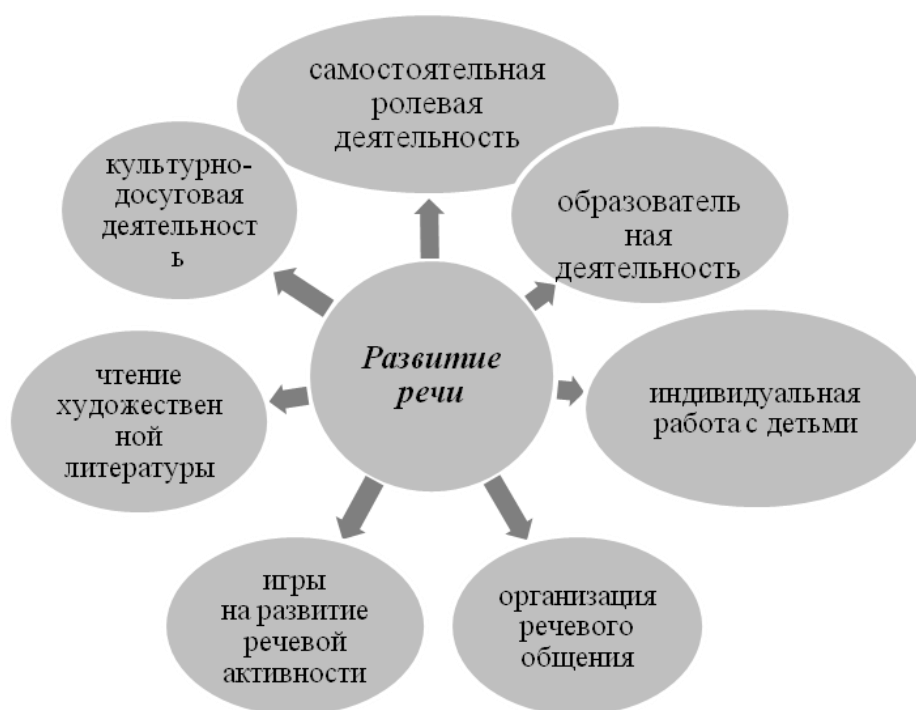 самостоятельная
ролевая
деятельность
культурно-
досуговая
деятельност
ь
образователь
ная
деятельность
Развитие
речи
чтение
художествен
ной
литературы
индивидуальная
работа с детьми
игры
на развитие
речевой
активности
организация
речевого
общения